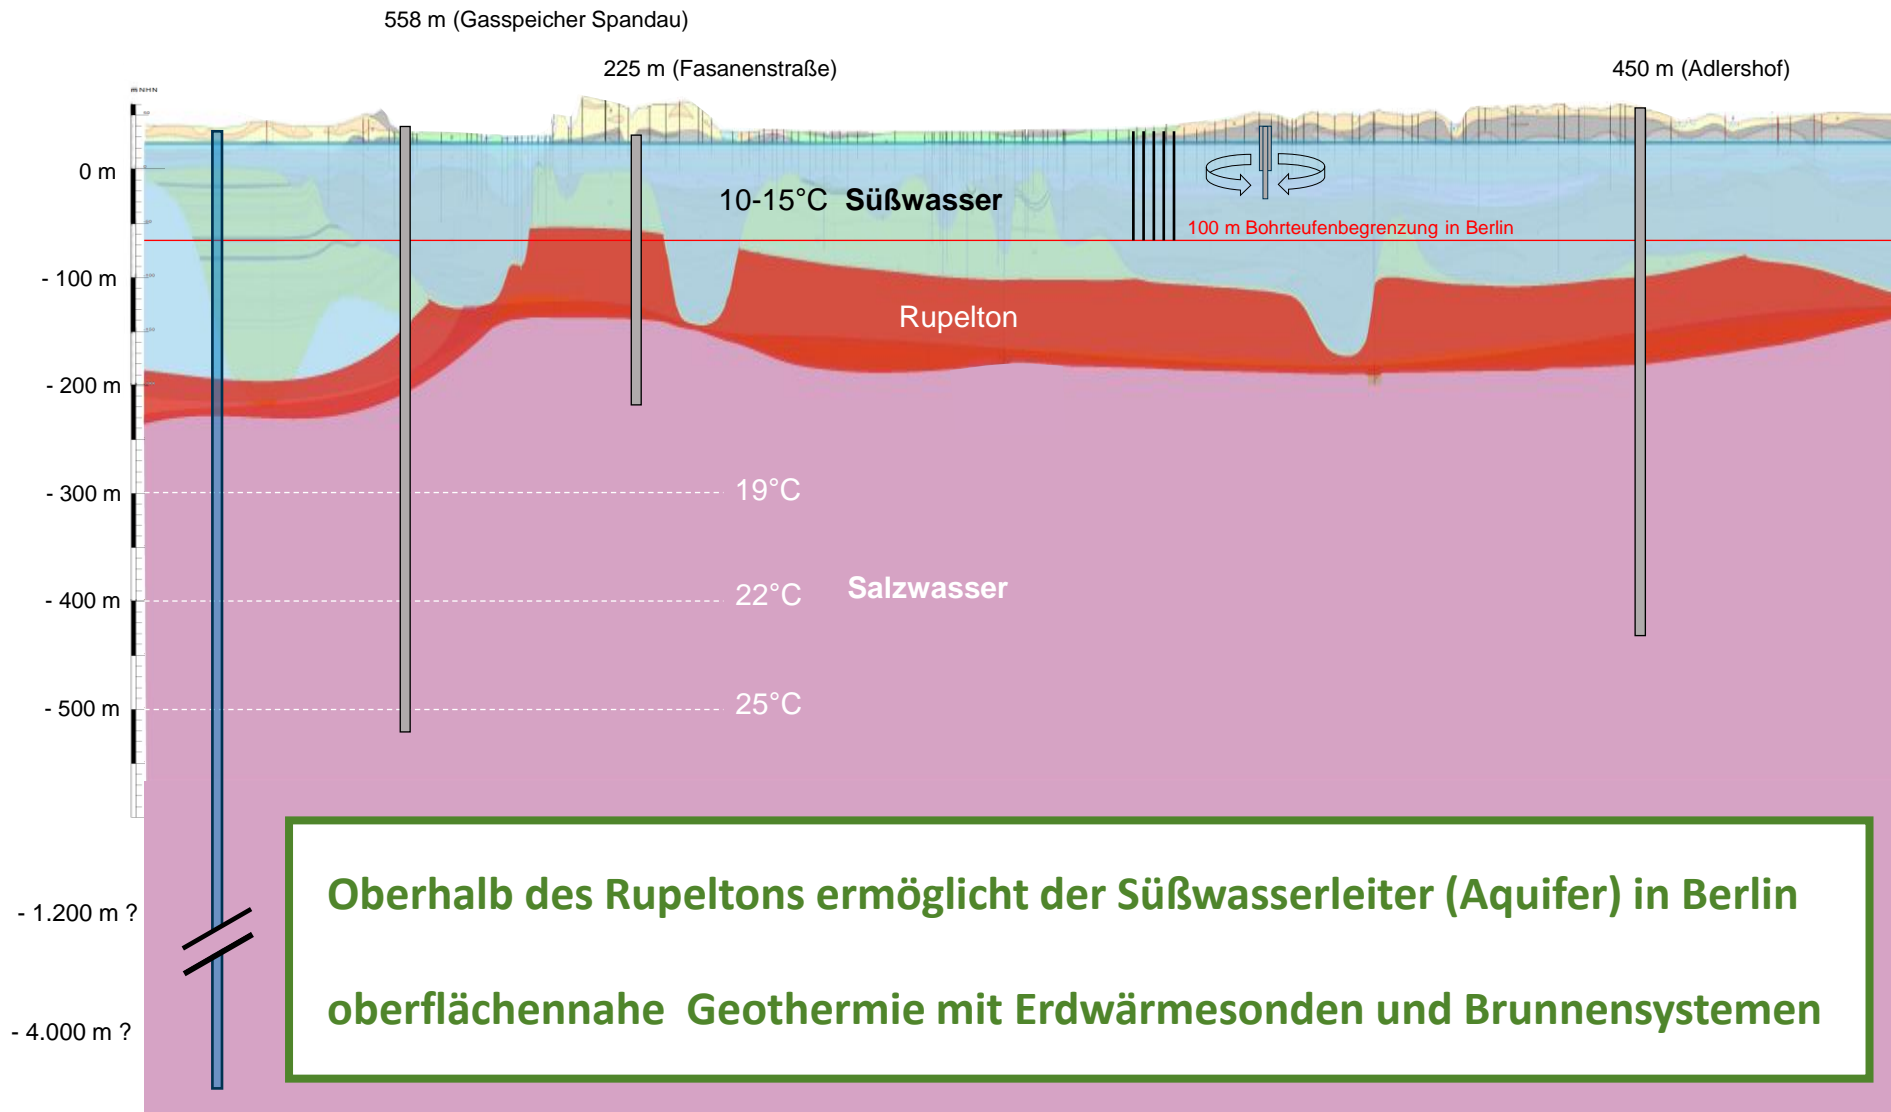 558 m (Gasspeicher Spandau)
225 m (Fasanenstraße)
450 m (Adlershof)
m NHN
0 m
10-15°C Süßwasser
100 m Bohrteufenbegrenzung in Berlin
- 100 m
Rupelton
- 200 m
- 300 m
19°C
- 400 m
22°C
Salzwasser
- 500 m
25°C
Oberhalb des Rupeltons ermöglicht der Süßwasserleiter (Aquifer) in Berlin
- 1.200 m ?
oberflächennahe Geothermie mit Erdwärmesonden und Brunnensystemen
- 4.000 m ?